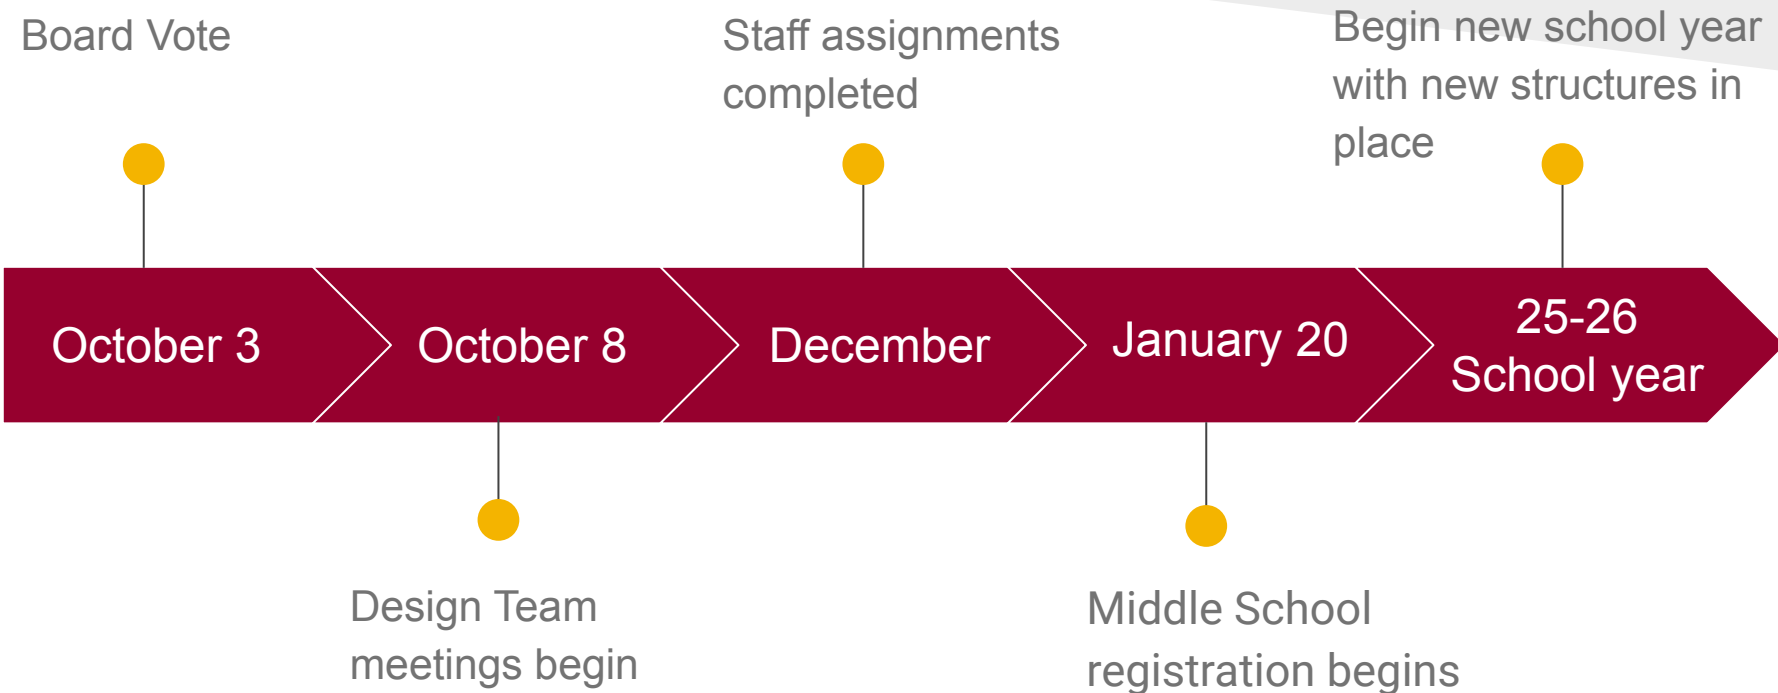 Board Vote
Staff assignments
completed
Begin new school year
with new structures in
place
October 3
October 8
December
January 20
25-26
School year
Design Team
meetings begin
Middle School
registration begins